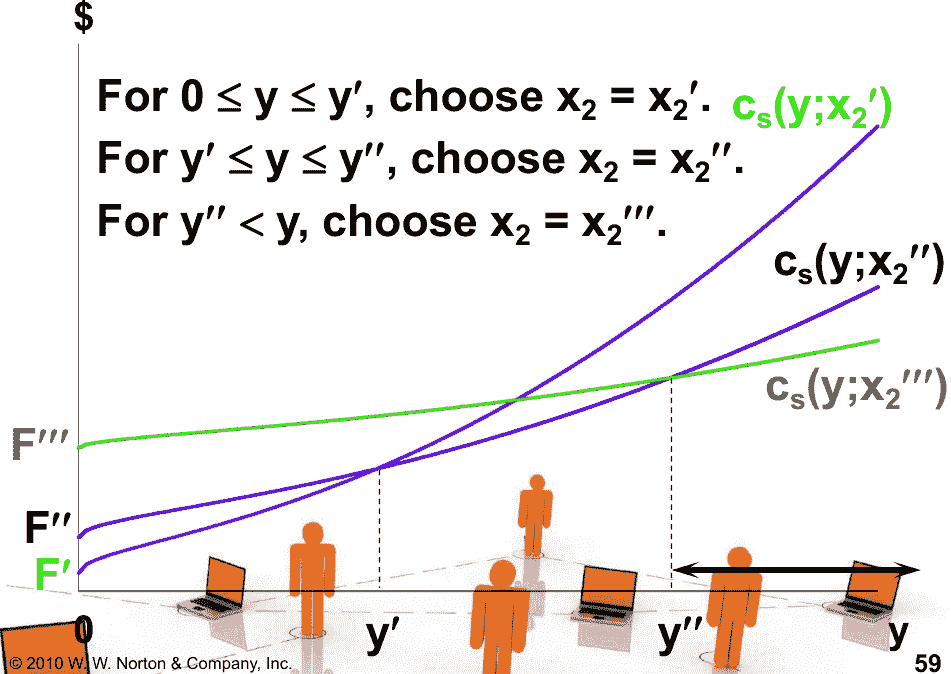 $
For 0 ≤ y ≤ y′, choose x₂ = x₂′.
cₛ(y;x₂′)
For y′ ≤ y ≤ y″, choose x₂ = x₂″.
For y″ < y, choose x₂ = x₂‴.
cₛ(y;x₂″)
cₛ(y;x₂‴)
F‴
F″
F′
0
y′
y″
y
© 2010 W. W. Norton & Company, Inc.
59